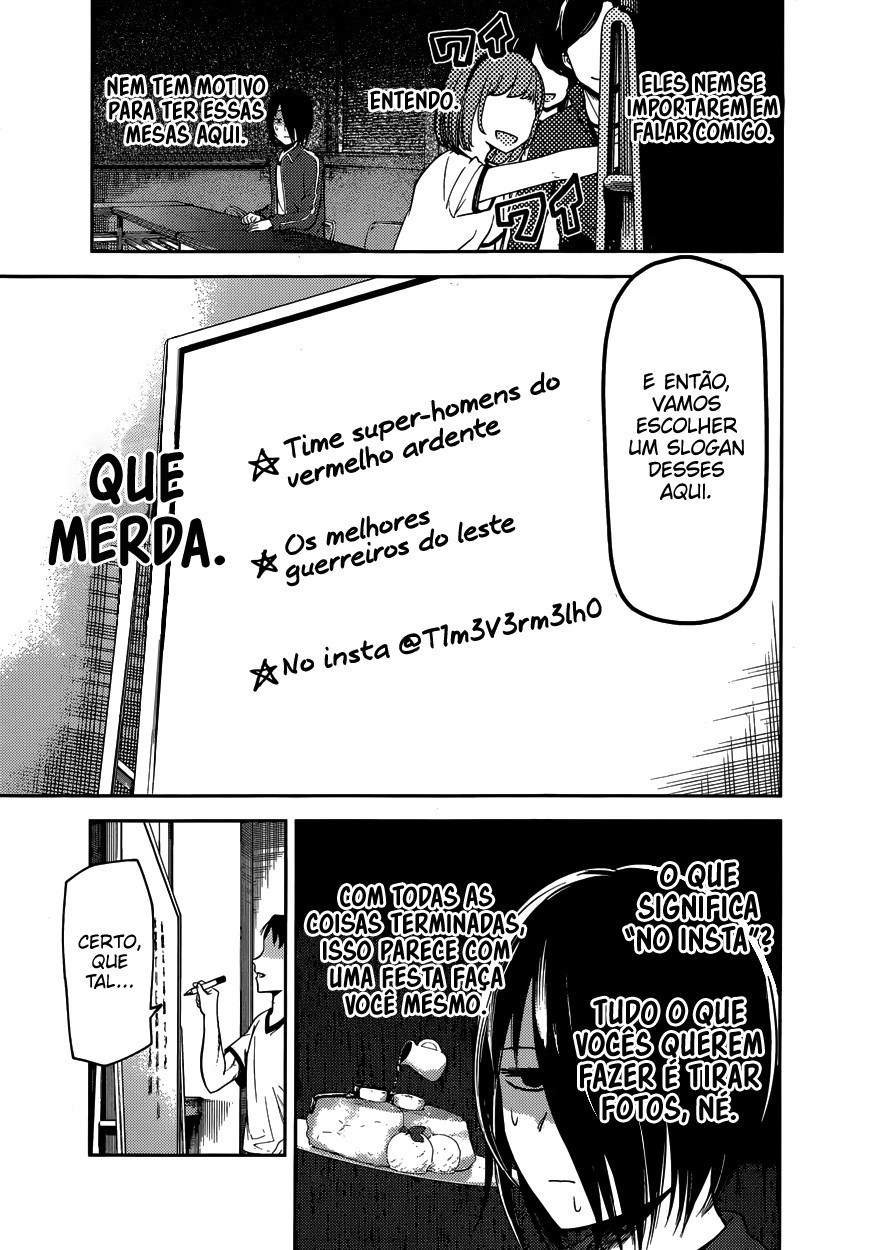 ELES NEM SE
IMPORTAREM EM
FALAR COMIGO.
ワイ
ワイ
ENTENDO.
NEM TEM MOTIVO
PARA TER ESSAS
MESAS AQUI.
E ENTÃO,
VAMOS
ESCOLHER
UM SLOGAN
DESSES
AQUI.
☆ Time super-homens do
vermelho ardente
☆ Os melhores
guerreiros do leste
☆ No insta @T1m3V3rm3lh0
QUE
MERDA.
O QUE
SIGNIFICA
"NO INSTA"?
TUDO O QUE
VOCÊS QUEREM
FAZER É TIRAR
FOTOS, NÉ.
COM TODAS AS
COISAS TERMINADAS,
ISSO PARECE COM
UMA FESTA FAÇA
VOCÊ MESMO.
CERTO,
QUE
TAL...